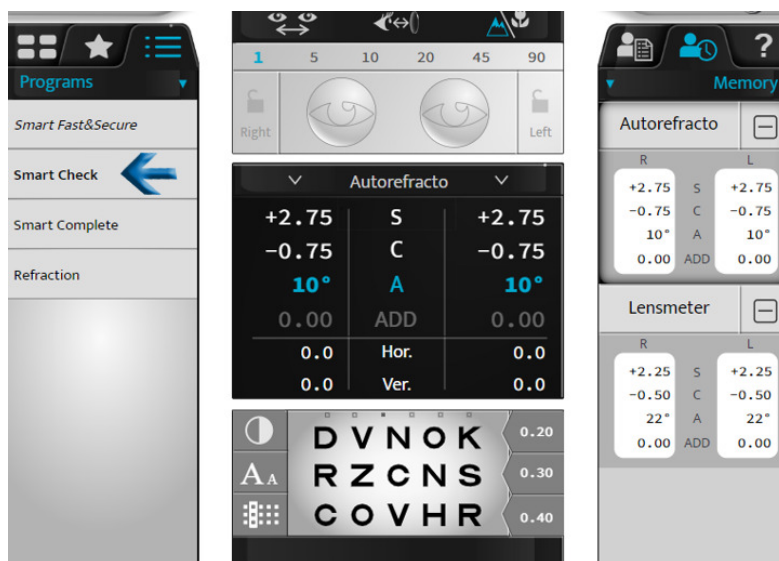 Programs
Smart Fast&Secure
Smart Check
Smart Complete
Refraction
1 5 10 20 45 90
Right Left
Autorefracto
+2.75 S +2.75
-0.75 C -0.75
10° A 10°
0.00 ADD 0.00
0.0 Hor. 0.0
0.0 Ver. 0.0
D V N O K 0.20
AA R Z C N S 0.30
C O V H R 0.40
?
Memory
Autorefracto
R L
+2.75 S +2.75
-0.75 C -0.75
10° A 10°
0.00 ADD 0.00
Lensmeter
R L
+2.25 S +2.25
-0.50 C -0.50
22° A 22°
0.00 ADD 0.00